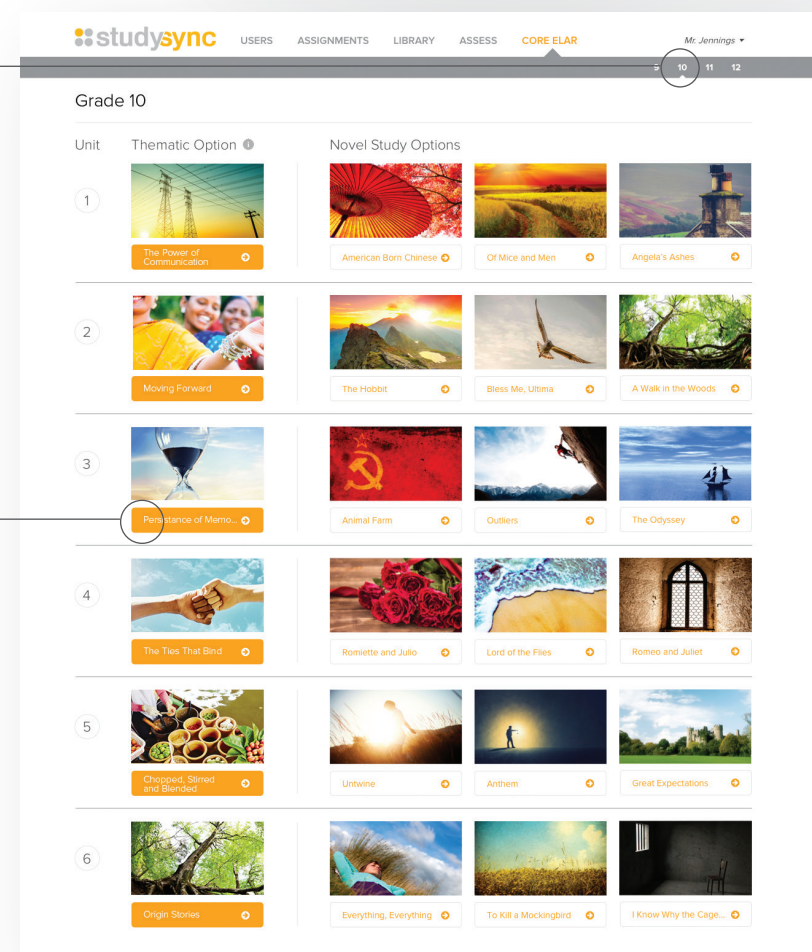 studysync
USERS ASSIGNMENTS LIBRARY ASSESS CORE ELAR Mr. Jennings
9 10 11 12
Grade 10
Unit Thematic Option Novel Study Options
1
The Power of
Communication
American Born Chinese
Of Mice and Men
Angela's Ashes
2
Moving Forward
The Hobbit
Bless Me, Ultima
A Walk in the Woods
3
Persistance of Memo...
Animal Farm
Outliers
The Odyssey
4
The Ties That Bind
Romiette and Julio
Lord of the Flies
Romeo and Juliet
5
Chopped, Stirred
and Blended
Untwine
Anthem
Great Expectations
6
Origin Stories
Everything, Everything
To Kill a Mockingbird
I Know Why the Cage...